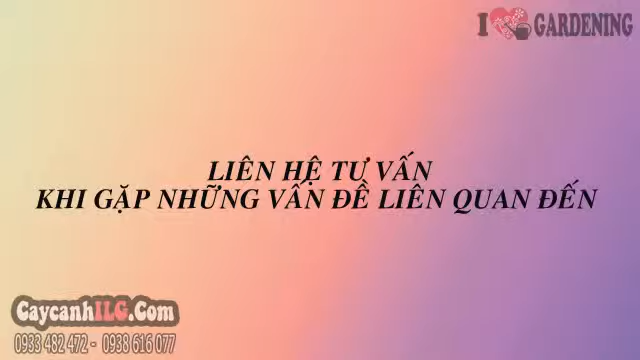 I GARDENING
LIÊN HỆ TƯ VẤN
KHI GẶP NHỮNG VẤN ĐỀ LIÊN QUAN ĐẾN
CaycanhILG.Com
0933 482 472 - 0938 616 077